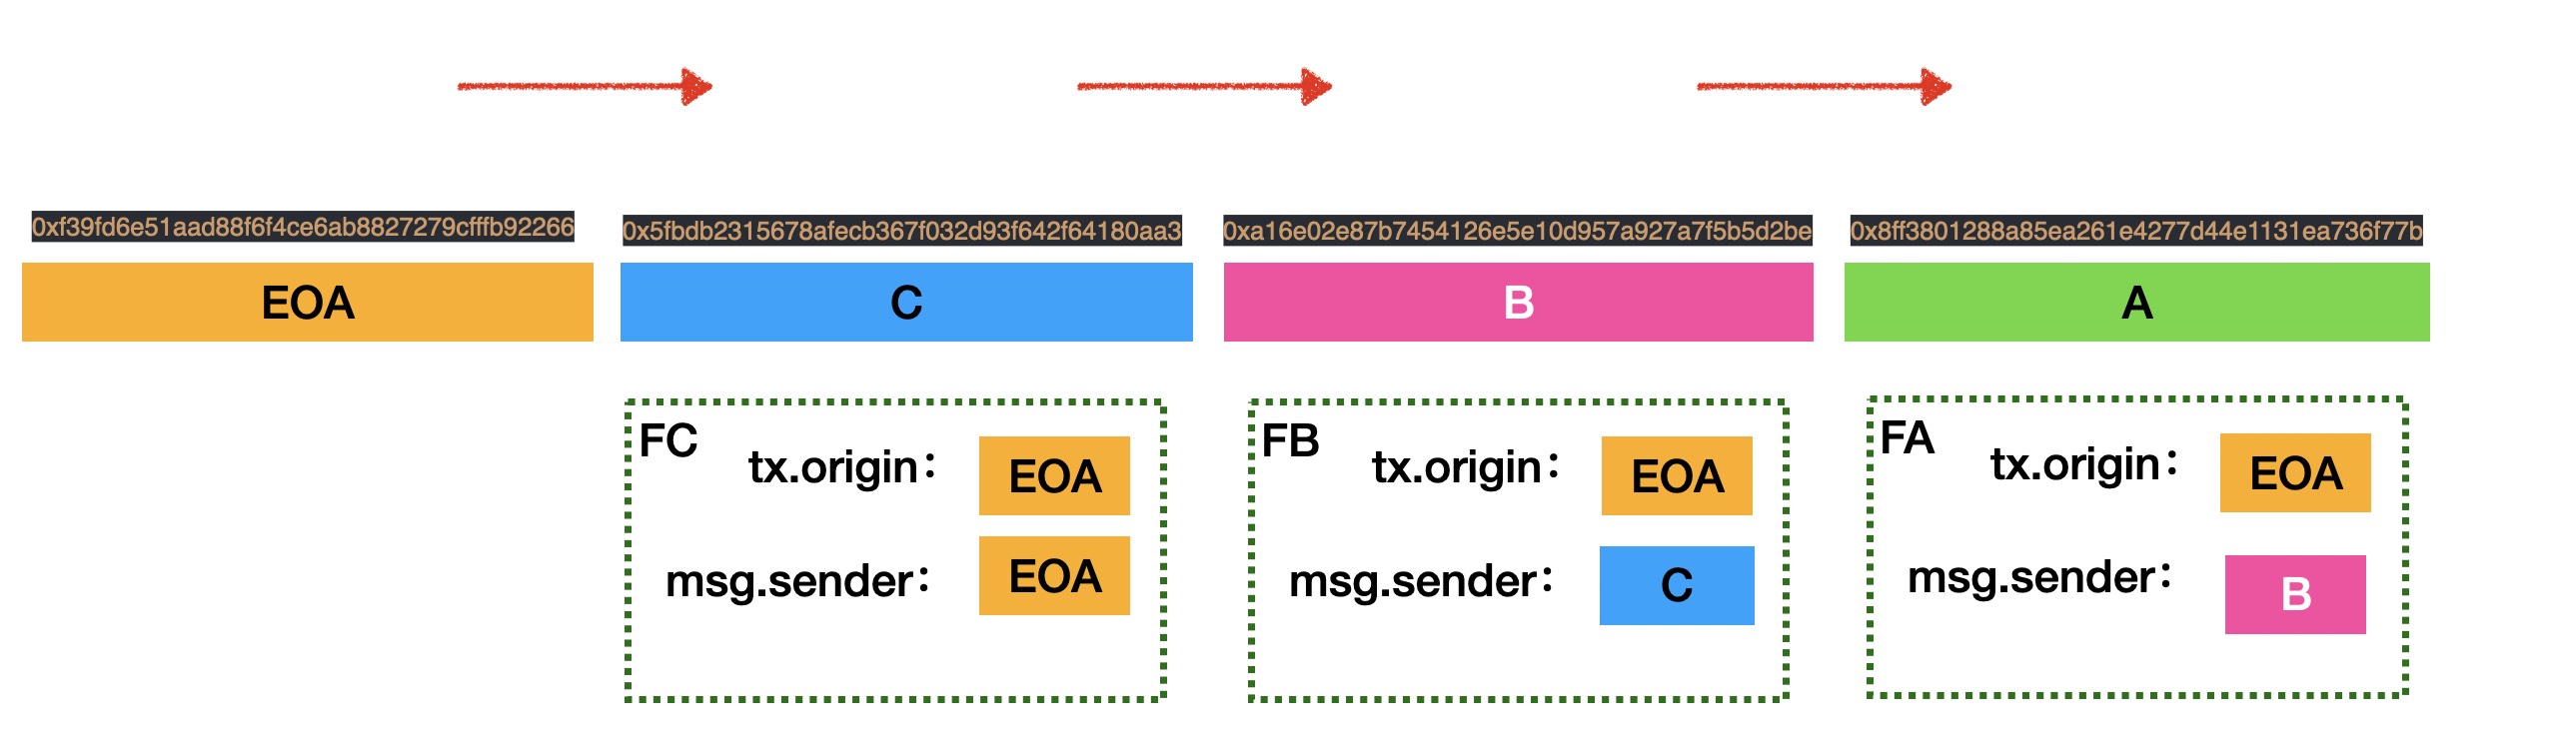 0xf39fd6e51aad88f6f4ce6ab8827279cfffb92266
0x5fbdb2315678afecb367f032d93f642f64180aa3
0xa16e02e87b7454126e5e10d957a927a7f5b5d2be
0x8ff3801288a85ea261e4277d44e1131ea736f77b
EOA
C
B
A
FC
tx.origin：
EOA
msg.sender：
EOA
FB
tx.origin：
EOA
msg.sender：
C
FA
tx.origin：
EOA
msg.sender：
B